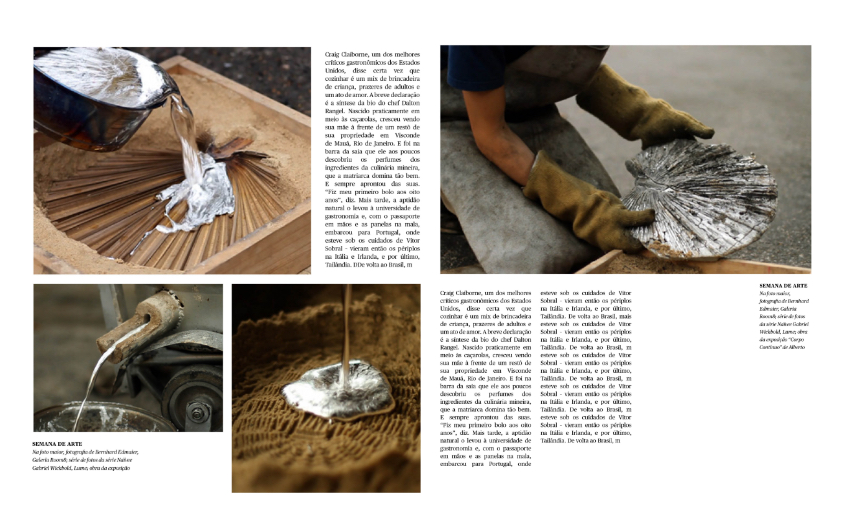 Craig Claiborne, um dos melhores
críticos gastronômicos dos Estados
Unidos, disse certa vez que
cozinhar é um mix de brincadeira
de criança, prazeres de adultos e
um ato de amor. A breve declaração
é a síntese da bio do chef Dalton
Rangel. Nascido praticamente em
meio às caçarolas, cresceu vendo
sua mãe à frente de um restô de
sua propriedade em Visconde
de Mauá, Rio de Janeiro. E foi na
barra da saia que ele aos poucos
descobriu os perfumes dos
ingredientes da culinária mineira,
que a matriarca domina tão bem.
E sempre aprontou das suas.
"Fiz meu primeiro bolo aos oito
anos", diz. Mais tarde, a aptidão
natural o levou à universidade de
gastronomia e, com o passaporte
em mãos e as panelas na mala,
embarcou para Portugal, onde
esteve sob os cuidados de Vitor
Sobral - vieram então os périplos
na Itália e Irlanda, e por último,
Tailândia. DDe volta ao Brasil, m
SEMANA DE ARTE
Na foto maior, fotografia de Bernhard Edmaier,
Galeria Room8; série de fotos da série Native
Gabriel Wickbold, Lume; obra da exposição
Craig Claiborne, um dos melhores
críticos gastronômicos dos Estados
Unidos, disse certa vez que
cozinhar é um mix de brincadeira
de criança, prazeres de adultos e
um ato de amor. A breve declaração
é a síntese da bio do chef Dalton
Rangel. Nascido praticamente em
meio às caçarolas, cresceu vendo
sua mãe à frente de um restô de
sua propriedade em Visconde
de Mauá, Rio de Janeiro. E foi na
barra da saia que ele aos poucos
descobriu os perfumes dos
ingredientes da culinária mineira,
que a matriarca domina tão bem.
E sempre aprontou das suas.
"Fiz meu primeiro bolo aos oito
anos", diz. Mais tarde, a aptidão
natural o levou à universidade de
gastronomia e, com o passaporte
em mãos e as panelas na mala,
embarcou para Portugal, onde
esteve sob os cuidados de Vitor
Sobral - vieram então os périplos
na Itália e Irlanda, e por último,
Tailândia. De volta ao Brasil, mais
esteve sob os cuidados de Vitor
Sobral - vieram então os périplos
na Itália e Irlanda, e por último,
Tailândia. De volta ao Brasil, m
esteve sob os cuidados de Vitor
Sobral - vieram então os périplos
na Itália e Irlanda, e por último,
Tailândia. De volta ao Brasil, m
esteve sob os cuidados de Vitor
Sobral - vieram então os périplos
na Itália e Irlanda, e por último,
Tailândia. De volta ao Brasil, m
esteve sob os cuidados de Vitor
Sobral - vieram então os périplos
na Itália e Irlanda, e por último,
Tailândia. De volta ao Brasil, m
SEMANA DE ARTE
Na foto maior,
fotografia de Bernhard
Edmaier, Galeria
Room8; série de fotos
da série Native Gabriel
Wickbold, Lume; obra
da exposição "Corpo
Contínuo" de Alberto